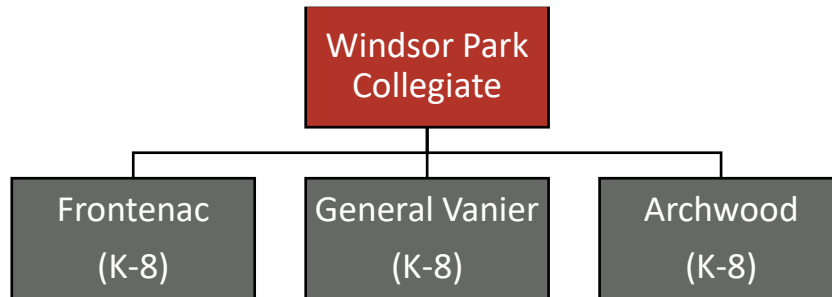 Windsor Park
Collegiate
Frontenac
(K-8)
General Vanier
(K-8)
Archwood
(K-8)